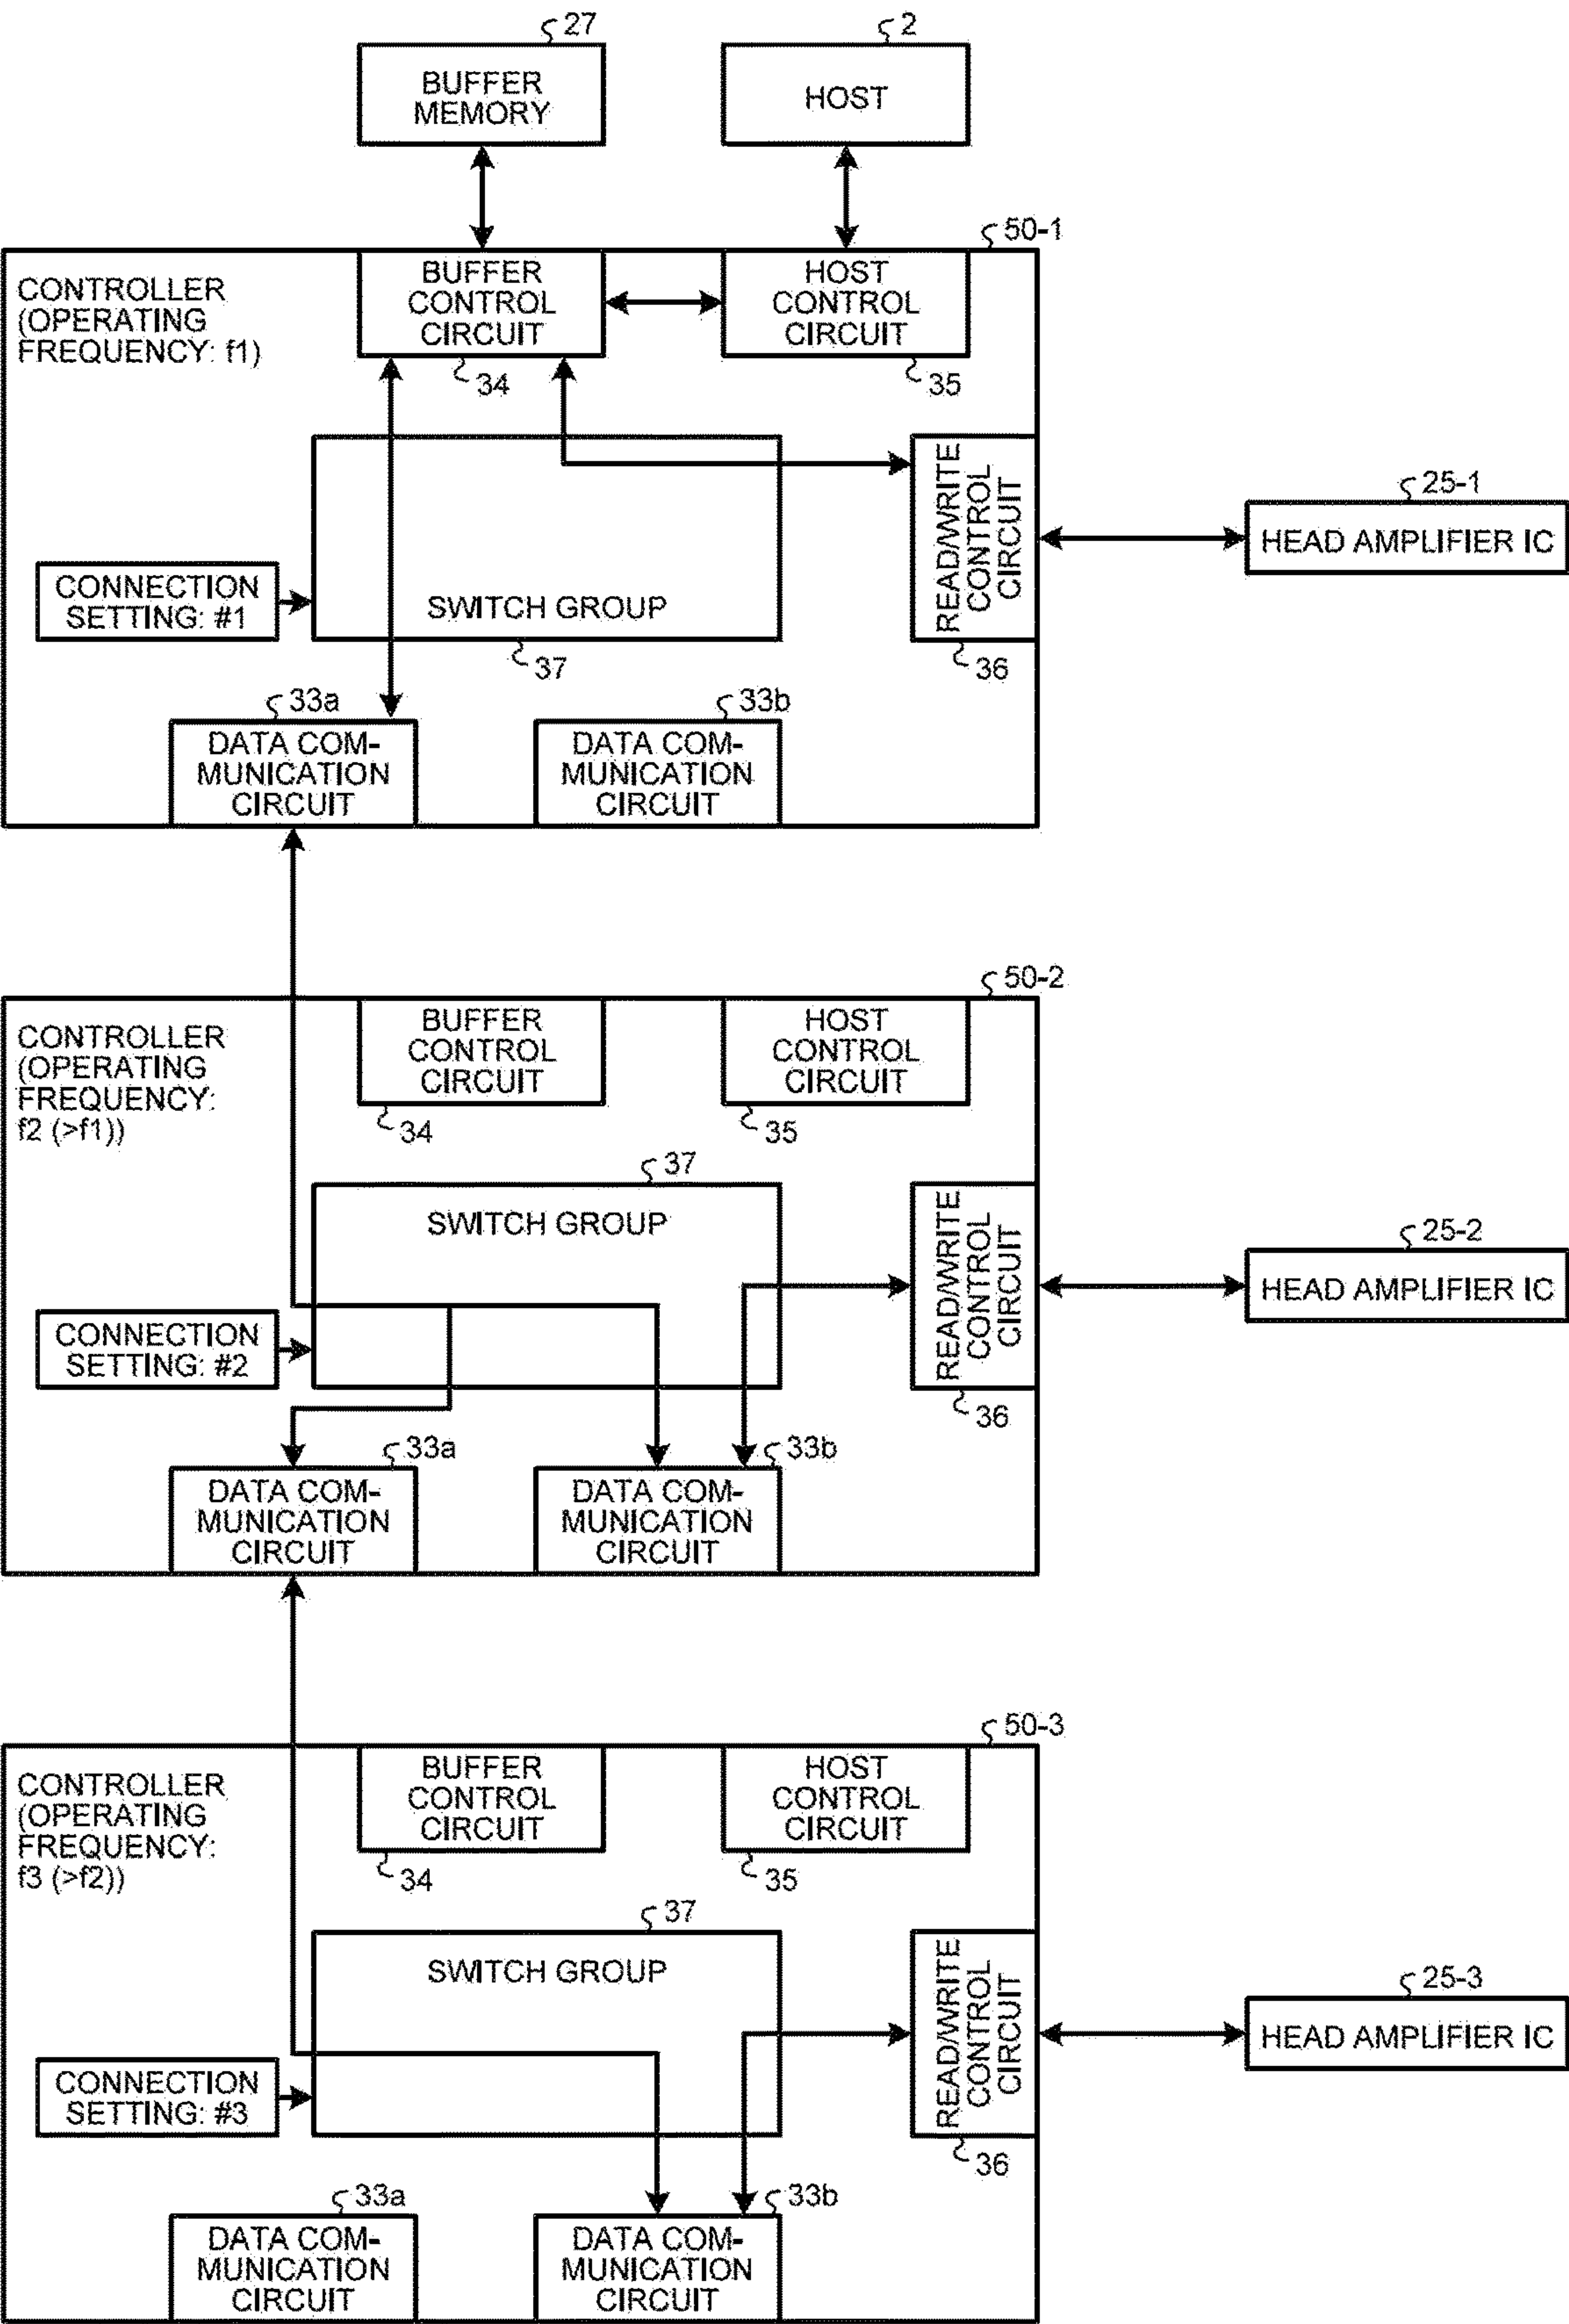 27
2
BUFFER
MEMORY
HOST
50-1
CONTROLLER
(OPERATING
FREQUENCY: f1)
BUFFER
CONTROL
CIRCUIT
HOST
CONTROL
CIRCUIT
34
35
READ/WRITE
CONTROL
CIRCUIT
25-1
HEAD AMPLIFIER IC
CONNECTION
SETTING: #1
SWITCH GROUP
37
36
33a
33b
DATA COM-
MUNICATION
CIRCUIT
DATA COM-
MUNICATION
CIRCUIT
50-2
CONTROLLER
(OPERATING
FREQUENCY:
f2 (>f1))
BUFFER
CONTROL
CIRCUIT
HOST
CONTROL
CIRCUIT
34
35
37
SWITCH GROUP
READ/WRITE
CONTROL
CIRCUIT
25-2
HEAD AMPLIFIER IC
CONNECTION
SETTING: #2
36
33a
33b
DATA COM-
MUNICATION
CIRCUIT
DATA COM-
MUNICATION
CIRCUIT
50-3
CONTROLLER
(OPERATING
FREQUENCY:
f3 (>f2))
BUFFER
CONTROL
CIRCUIT
HOST
CONTROL
CIRCUIT
34
35
37
SWITCH GROUP
READ/WRITE
CONTROL
CIRCUIT
25-3
HEAD AMPLIFIER IC
CONNECTION
SETTING: #3
36
33a
33b
DATA COM-
MUNICATION
CIRCUIT
DATA COM-
MUNICATION
CIRCUIT